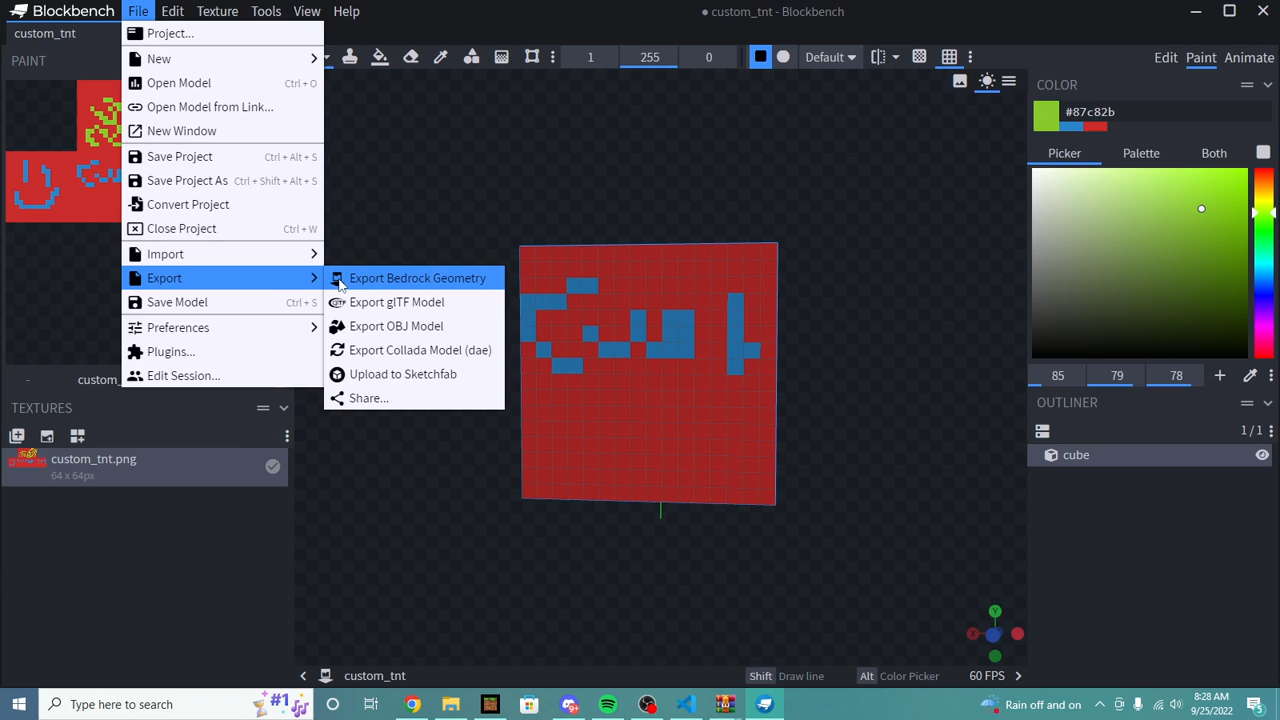 Blockbench File Edit Texture Tools View Help
custom_tnt - Blockbench
custom_tnt
PAINT
Project...
New
Open Model Ctrl + O
Open Model from Link...
New Window
Save Project Ctrl + Alt + S
Save Project As Ctrl + Shift + Alt + S
Convert Project
Close Project Ctrl + W
Import
Export
Save Model Ctrl + S
Preferences
Plugins...
Edit Session...
Export Bedrock Geometry
Export glTF Model
Export OBJ Model
Export Collada Model (dae)
Upload to Sketchfab
Share...
1 255 0 Default
Edit Paint Animate
COLOR
#87c82b
Picker Palette Both
85 79 78
OUTLINER
1/1
cube
- custom_
TEXTURES
custom_tnt.png
64 x 64px
custom_tnt
Shift Draw line Alt Color Picker 60 FPS
Type here to search
#1
Rain off and on
8:28 AM
9/25/2022
5